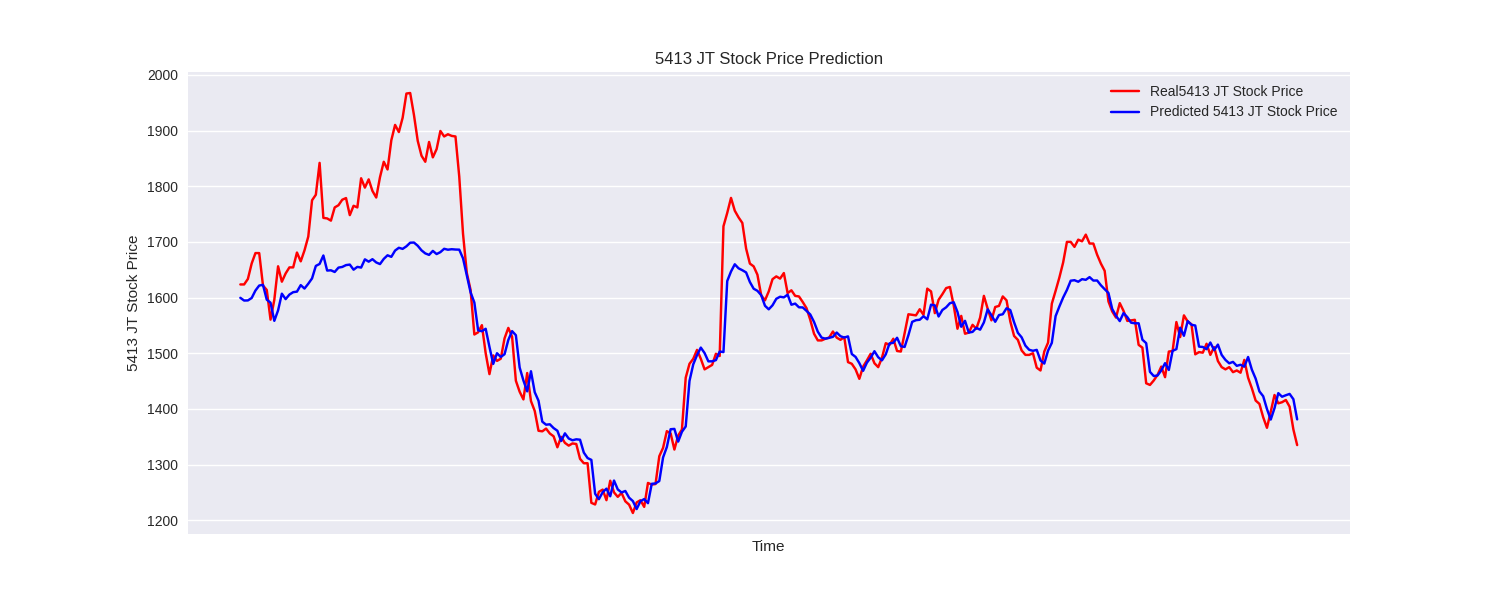 5413 JT Stock Price Prediction
2000
1900
1800
1700
1600
1500
1400
1300
1200
5413 JT Stock Price
Time
Real5413 JT Stock Price
Predicted 5413 JT Stock Price